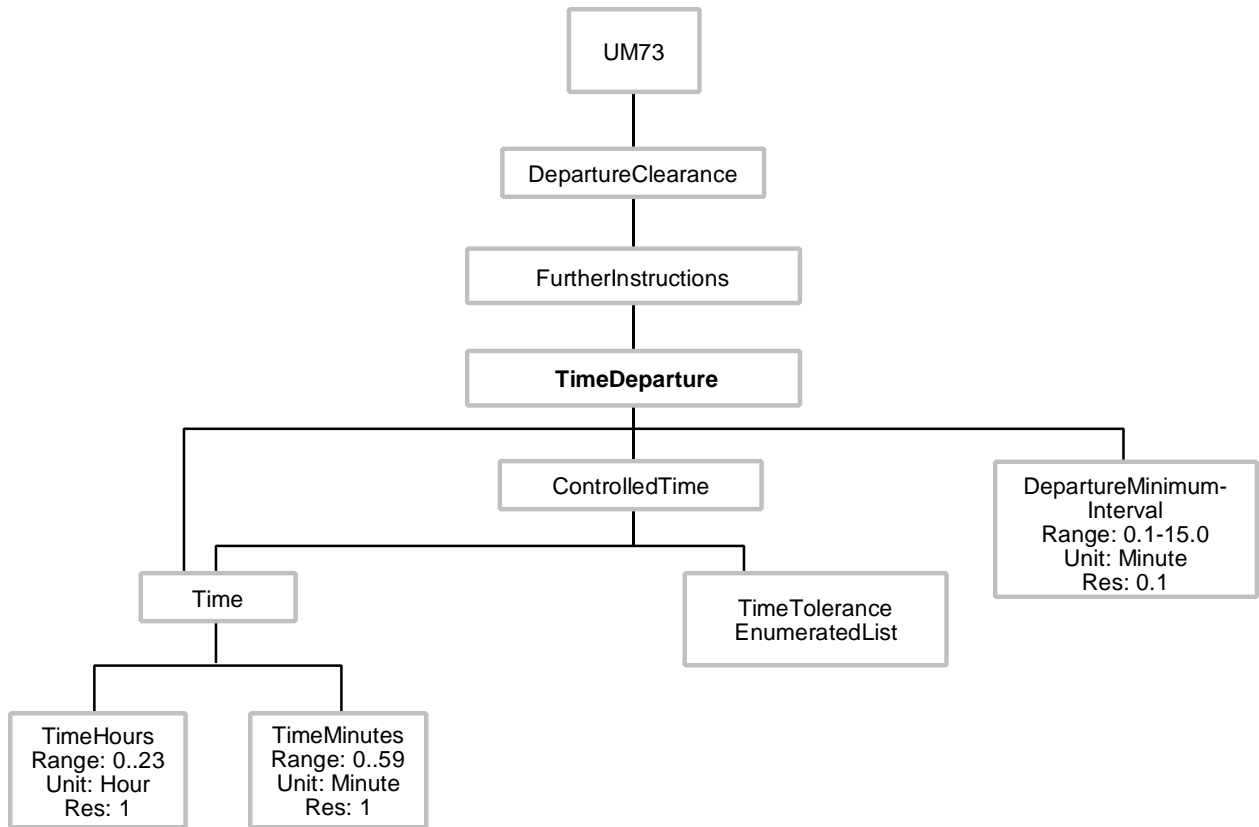 UM73
DepartureClearance
FurtherInstructions
TimeDeparture
ControlledTime
DepartureMinimum-
Interval
Range: 0.1-15.0
Unit: Minute
Res: 0.1
Time
TimeTolerance
EnumeratedList
TimeHours
Range: 0..23
Unit: Hour
Res: 1
TimeMinutes
Range: 0..59
Unit: Minute
Res: 1